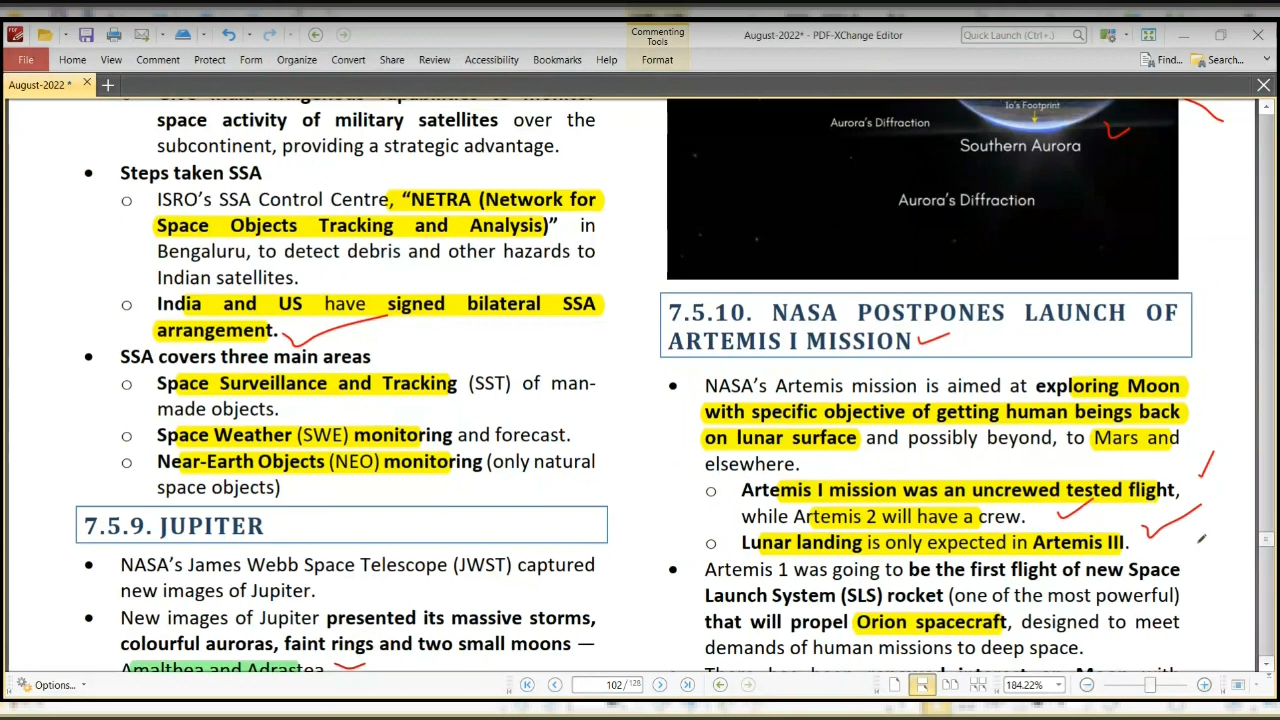 Commenting
Tools
August-2022* - PDF-XChange Editor
Quick Launch (Ctrl+.)
File
Home
View
Comment
Protect
Form
Organize
Convert
Share
Review
Accessibility
Bookmarks
Help
Format
Find...
Search...
August-2022 *
space activity of military satellites over the
subcontinent, providing a strategic advantage.
• Steps taken SSA
o ISRO's SSA Control Centre, “NETRA (Network for
Space Objects Tracking and Analysis)” in
Bengaluru, to detect debris and other hazards to
Indian satellites.
o India and US have signed bilateral SSA
arrangement.
• SSA covers three main areas
o Space Surveillance and Tracking (SST) of man-
made objects.
o Space Weather (SWE) monitoring and forecast.
o Near-Earth Objects (NEO) monitoring (only natural
space objects)
7.5.9. JUPITER
• NASA's James Webb Space Telescope (JWST) captured
new images of Jupiter.
• New images of Jupiter presented its massive storms,
colourful auroras, faint rings and two small moons —
Amalthea and Adrastea
Io's Footprint
Aurora's Diffraction
Southern Aurora
Aurora's Diffraction
7.5.10. NASA POSTPONES LAUNCH OF
ARTEMIS I MISSION
• NASA's Artemis mission is aimed at exploring Moon
with specific objective of getting human beings back
on lunar surface and possibly beyond, to Mars and
elsewhere.
o Artemis I mission was an uncrewed tested flight,
while Artemis 2 will have a crew.
o Lunar landing is only expected in Artemis III.
• Artemis 1 was going to be the first flight of new Space
Launch System (SLS) rocket (one of the most powerful)
that will propel Orion spacecraft, designed to meet
demands of human missions to deep space.
Options...
102 / 128
184.22%